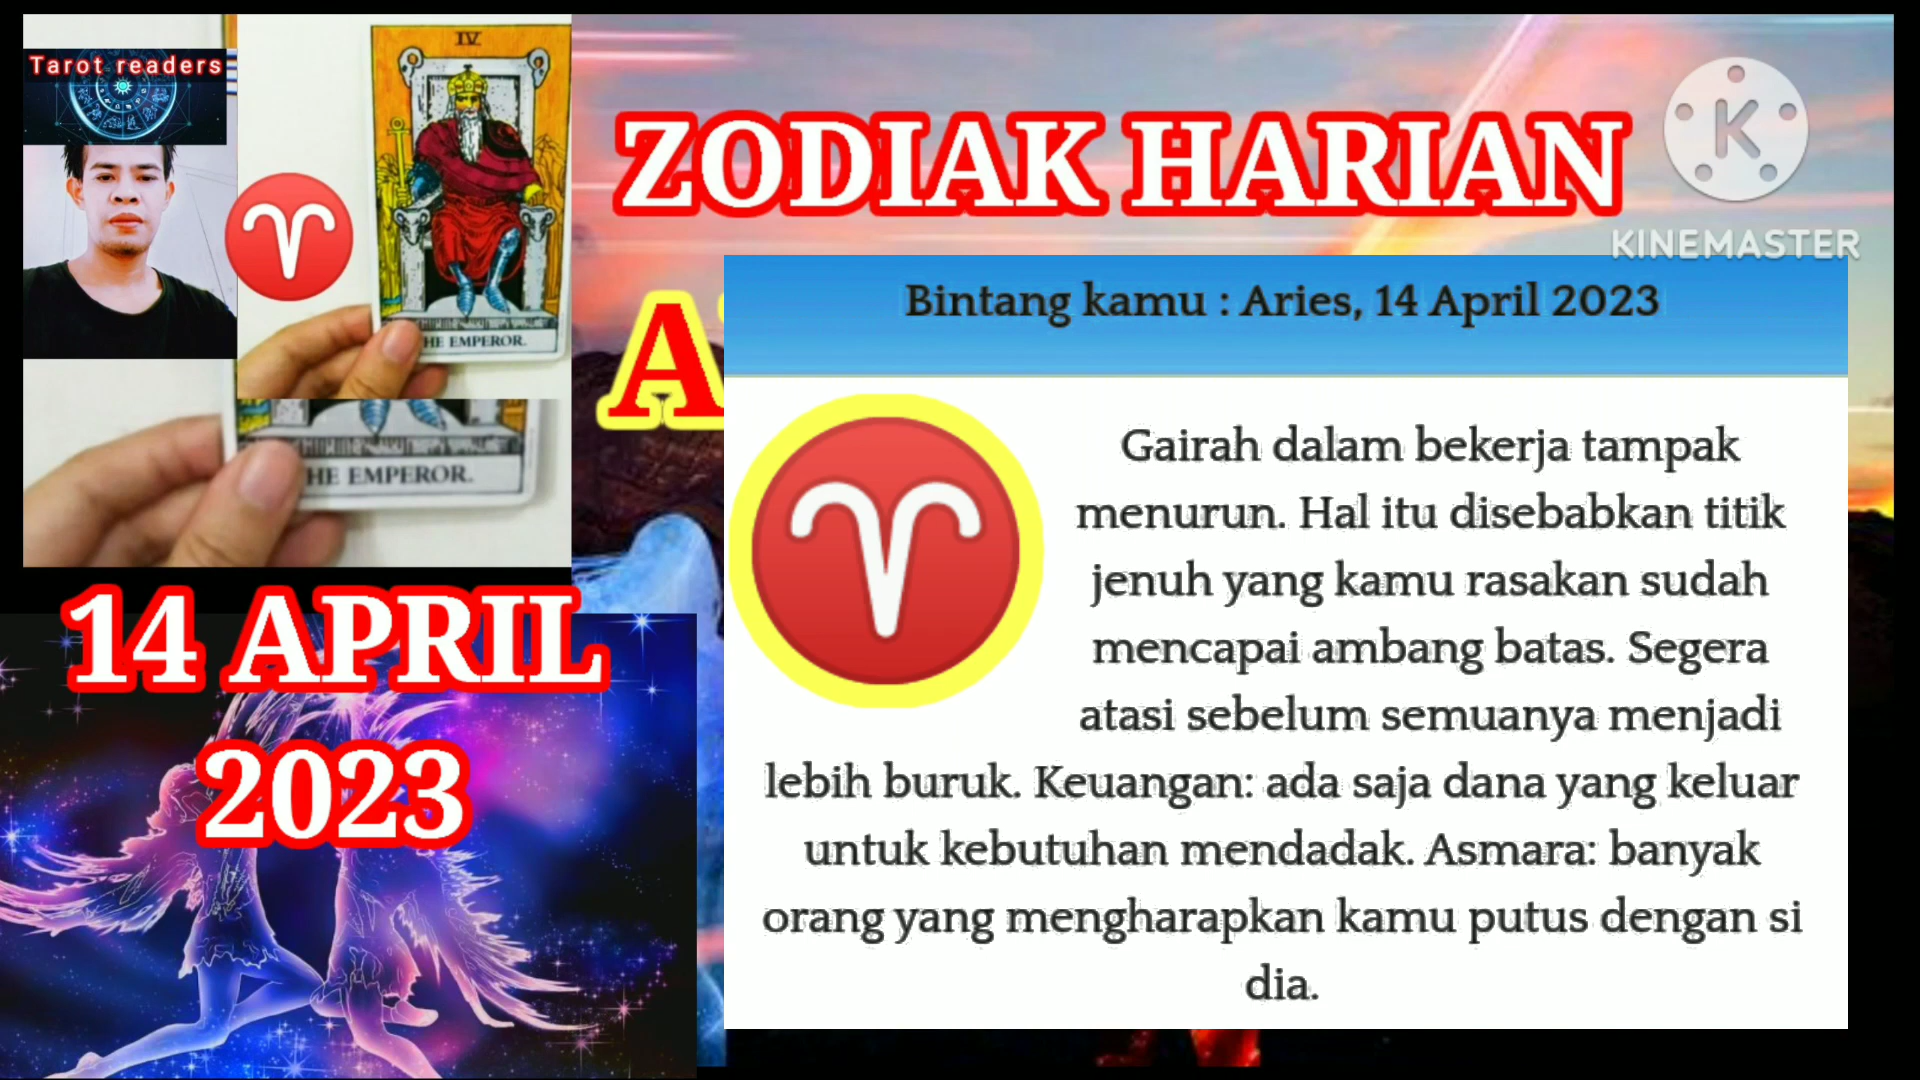 Tarot readers
IV
THE EMPEROR.
HE EMPEROR.
ZODIAK HARIAN
K
KINEMASTER
A
14 APRIL
2023
Bintang kamu : Aries, 14 April 2023
Gairah dalam bekerja tampak
menurun. Hal itu disebabkan titik
jenuh yang kamu rasakan sudah
mencapai ambang batas. Segera
atasi sebelum semuanya menjadi
lebih buruk. Keuangan: ada saja dana yang keluar
untuk kebutuhan mendadak. Asmara: banyak
orang yang mengharapkan kamu putus dengan si
dia.